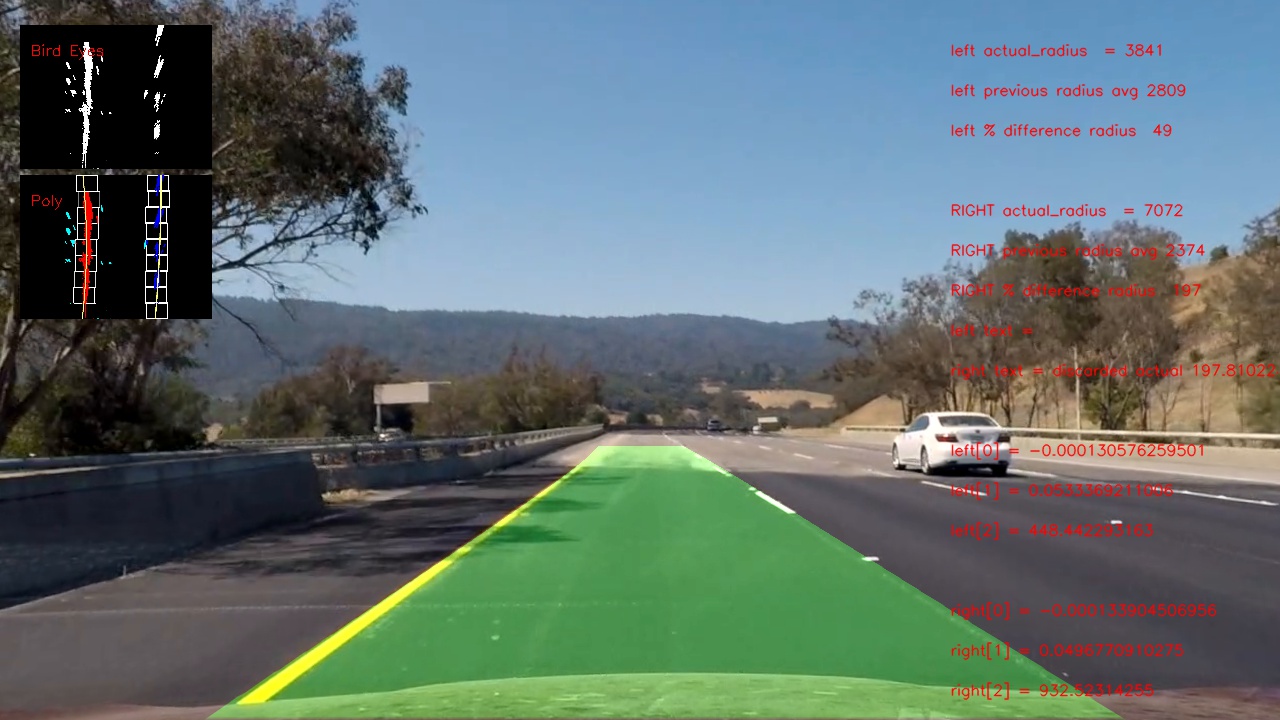 Bird Eyes
Poly
left actual_radius = 3841
left previous radius avg 2809
left % difference radius 49
RIGHT actual_radius = 7072
RIGHT previous radius avg 2374
RIGHT % difference radius 197
left text =
right text = discarded actual 197.81022
left[0] = -0.000130576259501
left[1] = 0.0533369211006
left[2] = 448.442293163
right[0] = -0.000133904506956
right[1] = 0.0496770910275
right[2] = 932.52314255